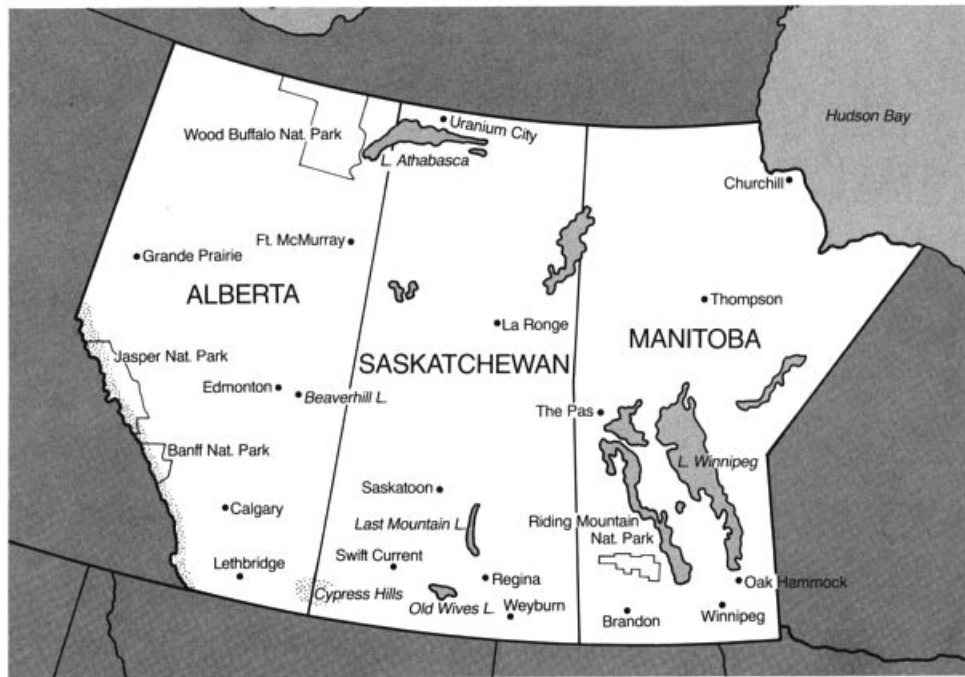 Hudson Bay
Uranium City
Wood Buffalo Nat. Park
L. Athabasca
Churchill
Ft. McMurray
Grande Prairie
ALBERTA
Thompson
La Ronge
MANITOBA
Jasper Nat. Park
SASKATCHEWAN
Edmonton
Beaverhill L.
The Pas
Banff Nat. Park
L. Winnipeg
Saskatoon
Calgary
Last Mountain L.
Riding Mountain
Nat. Park
Swift Current
Lethbridge
Regina
Oak Hammock
Cypress Hills
Old Wives L.
Weyburn
Brandon
Winnipeg